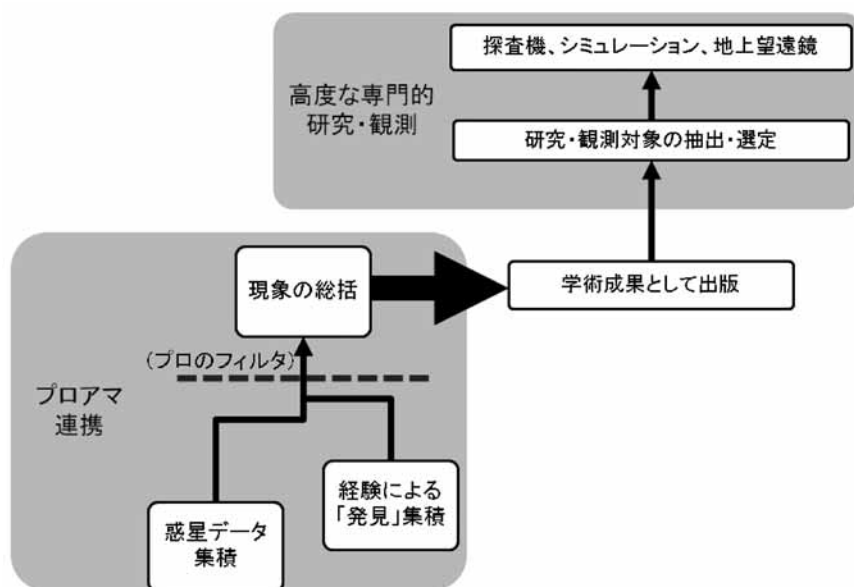 探査機、シミュレーション、地上望遠鏡
高度な専門的
研究・観測
研究・観測対象の抽出・選定
現象の総括
学術成果として出版
(プロのフィルタ)
プロアマ
連携
経験による
「発見」集積
惑星データ
集積